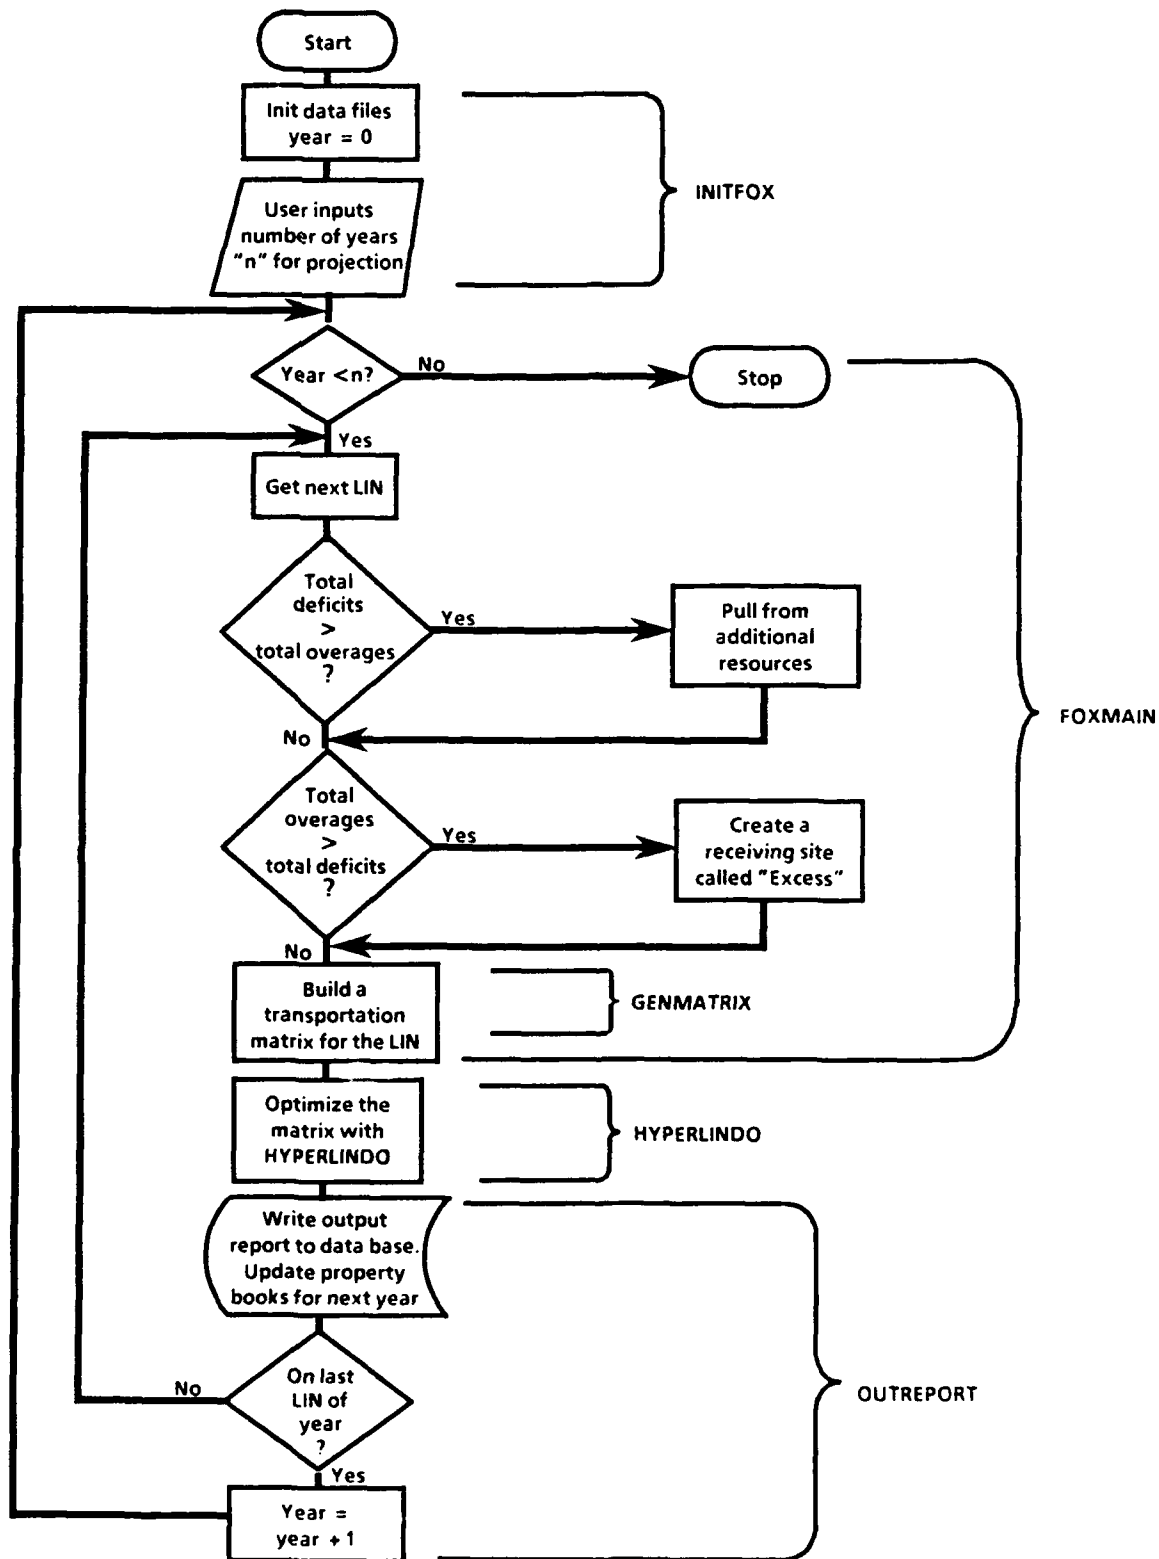 Start
Init data files
year = 0
User inputs
number of years
"n" for projection
INITFOX
Year <n?
No
Stop
Yes
Get next LIN
Total
deficits
>
total overages
?
Yes
Pull from
additional
resources
No
FOXMAIN
Total
overages
>
total deficits
?
Yes
Create a
receiving site
called "Excess"
No
Build a
transportation
matrix for the LIN
GENMATRIX
Optimize the
matrix with
HYPERLINDO
HYPERLINDO
Write output
report to data base.
Update property
books for next year
On last
LIN of
year
?
No
OUTREPORT
Yes
Year =
year + 1